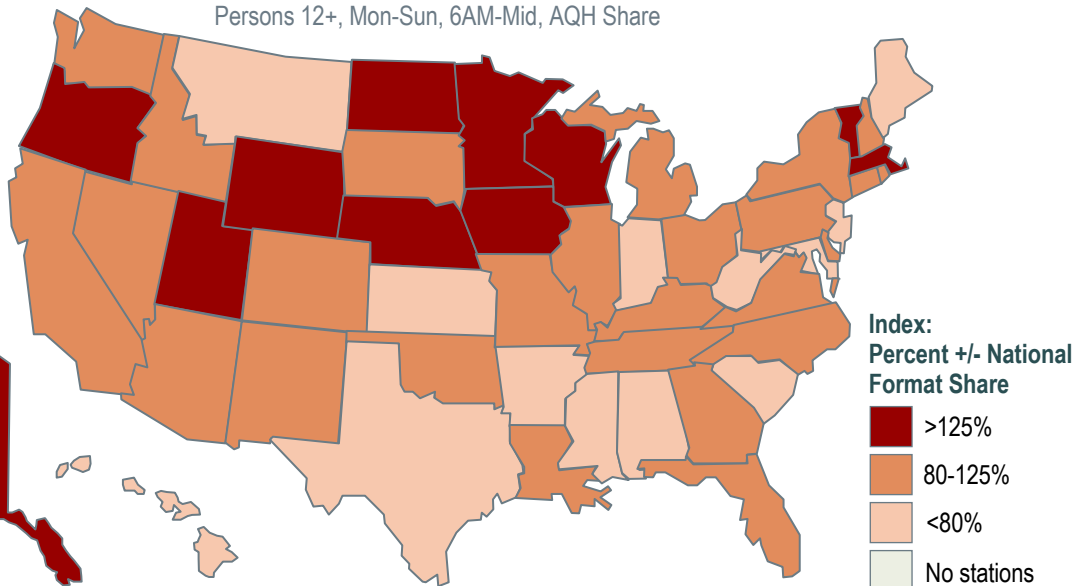 Persons 12+, Mon-Sun, 6AM-Mid, AQH Share
Index:
Percent +/- National
Format Share
>125%
80-125%
<80%
No stations